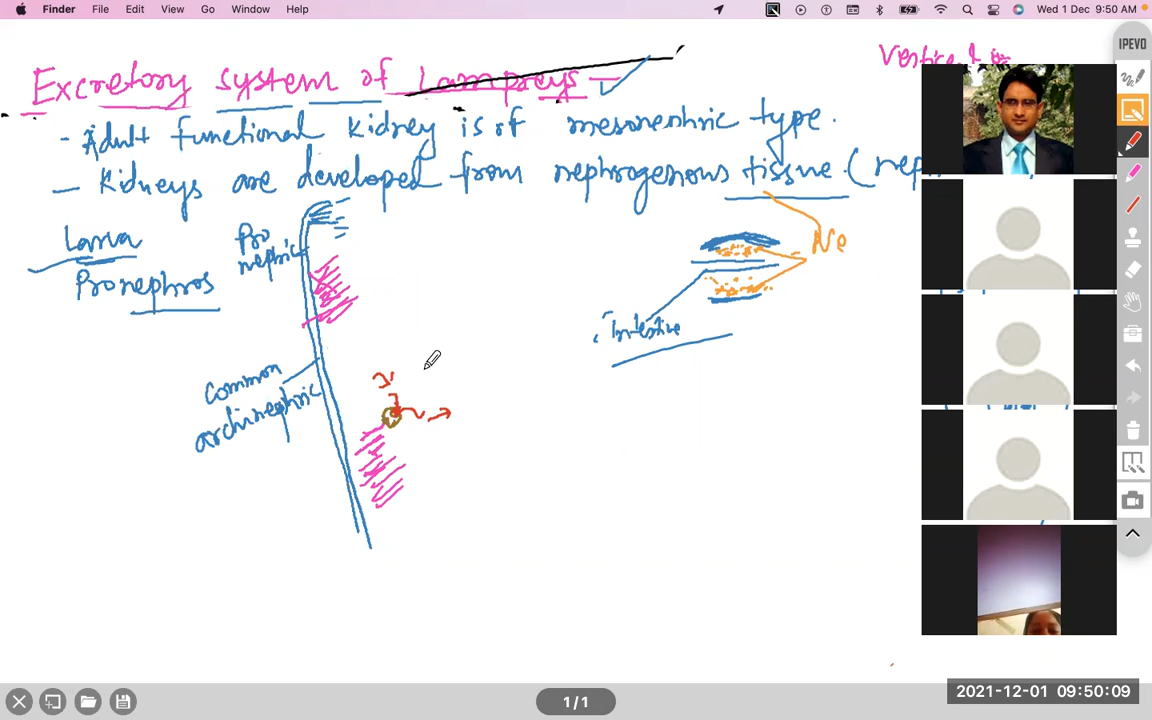 Finder File Edit View Go Window Help Wed 1 Dec 9:50 AM
IPEVO
Excretory system of Lampreys
- Adult functional kidney is of mesonephric type.
- Kidneys are developed from nephrogenous tissue. (nep
Larva
Pronephros
Pro
nephric
Common
archinephric
Ne
Intestine
1/1
2021-12-01 09:50:09